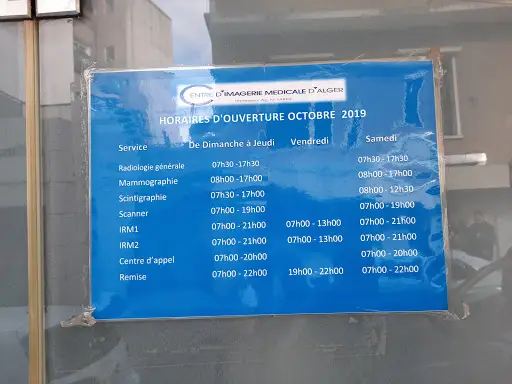 CENTRE D'IMAGERIE MEDICALE D'ALGER
HORAIRES D'OUVERTURE OCTOBRE 2019
Service De Dimanche à Jeudi Vendredi Samedi
Radiologie générale 07h30 -17h30 07h30 - 17h30
Mammographie 08h00 -17h00 08h00 - 17h00
Scintigraphie 07h30 - 17h00 08h00 - 12h30
Scanner 07h00 - 19h00 07h00 - 19h00
IRM1 07h00 - 21h00 07h00 - 13h00 07h00 - 21h00
IRM2 07h00 - 21h00 07h00 - 13h00 07h00 - 21h00
Centre d'appel 07h00 -20h00 07h00 - 20h00
Remise 07h00 - 22h00 19h00 - 22h00 07h00 - 22h00